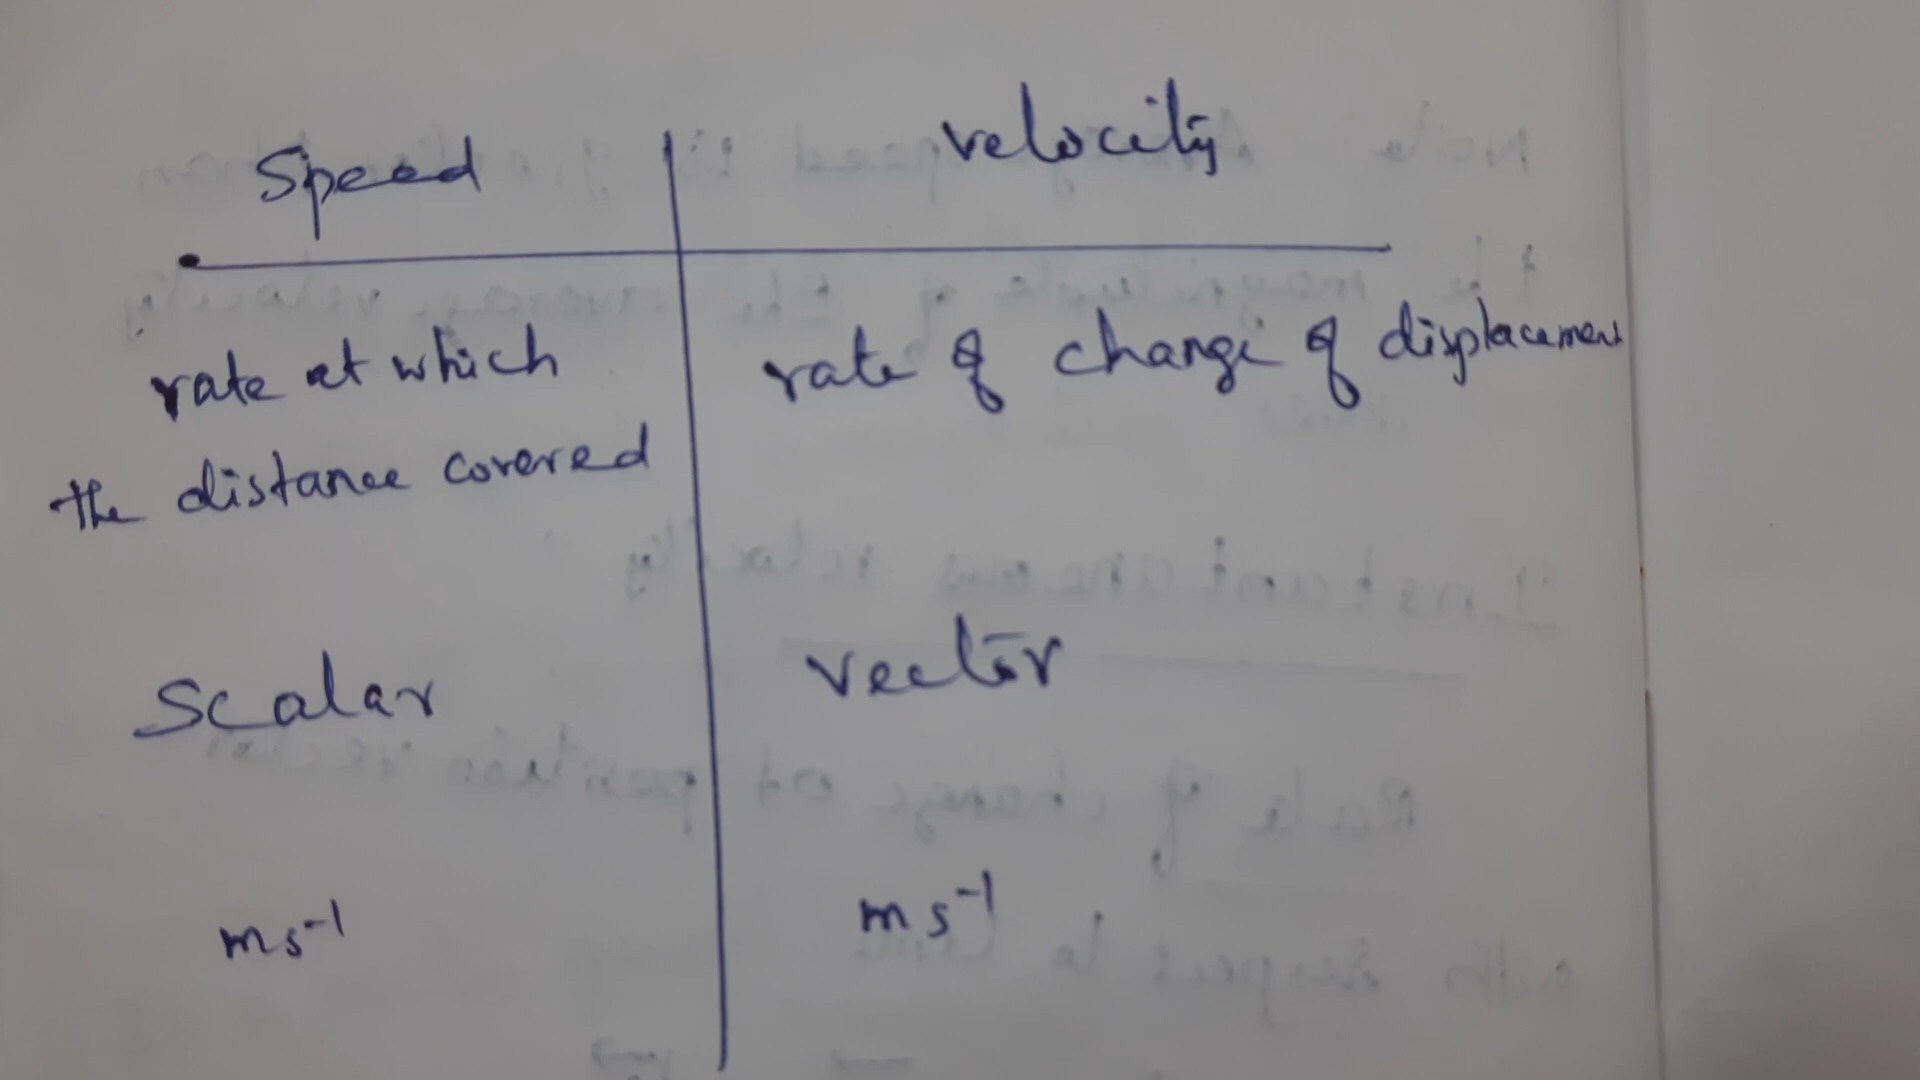 Speed velocity
rate at which rate of change of displacement
the distance covered
Scalar vector
ms⁻¹ ms⁻¹